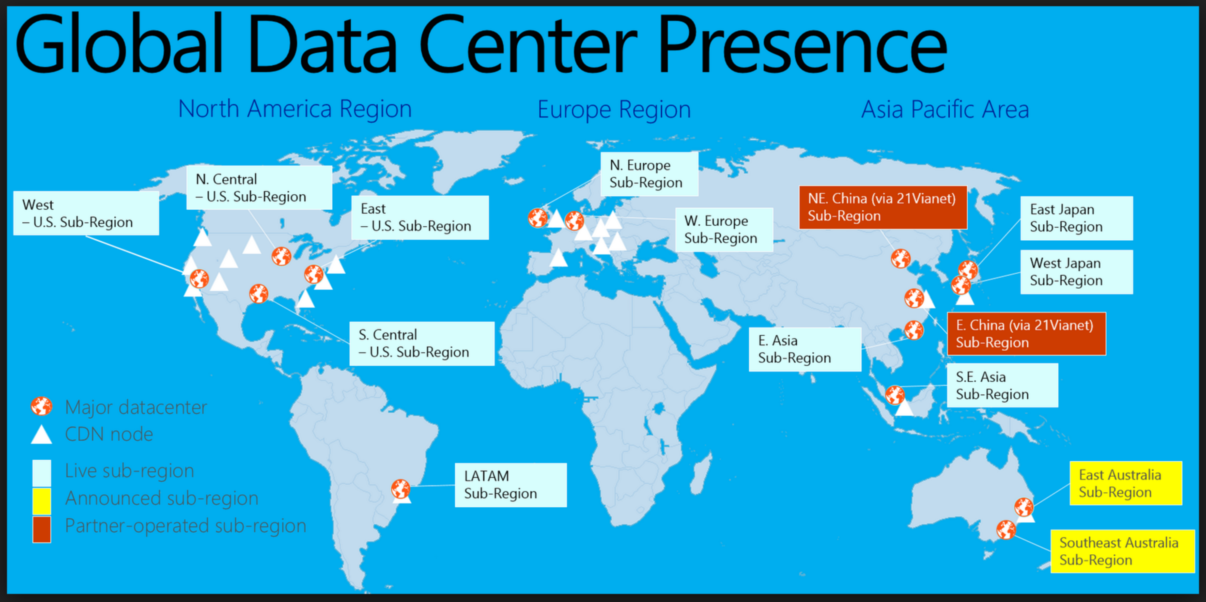 Global Data Center Presence
North America Region
Europe Region
Asia Pacific Area
West
– U.S. Sub-Region
N. Central
– U.S. Sub-Region
East
– U.S. Sub-Region
S. Central
– U.S. Sub-Region
N. Europe
Sub-Region
W. Europe
Sub-Region
NE. China (via 21Vianet)
Sub-Region
East Japan
Sub-Region
West Japan
Sub-Region
E. China (via 21Vianet)
Sub-Region
E. Asia
Sub-Region
S.E. Asia
Sub-Region
LATAM
Sub-Region
East Australia
Sub-Region
Southeast Australia
Sub-Region
Major datacenter
CDN node
Live sub-region
Announced sub-region
Partner-operated sub-region